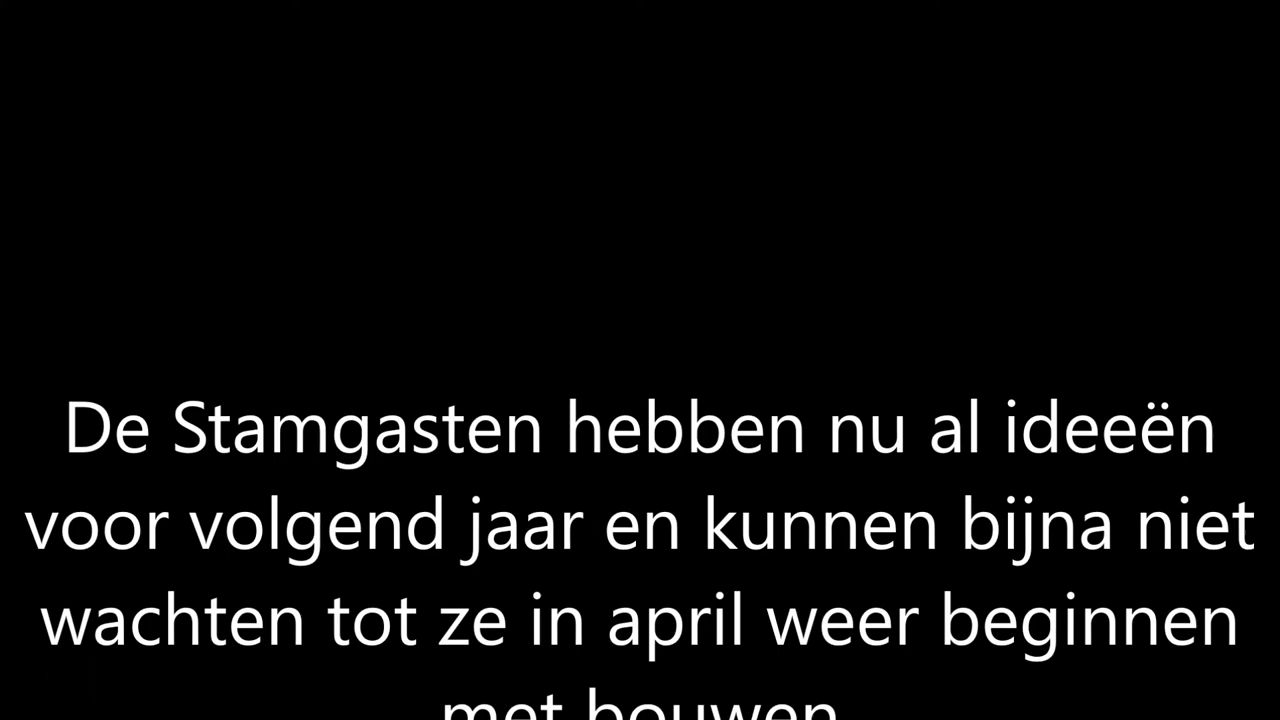 De Stamgasten hebben nu al ideeën
voor volgend jaar en kunnen bijna niet
wachten tot ze in april weer beginnen
met bouwen